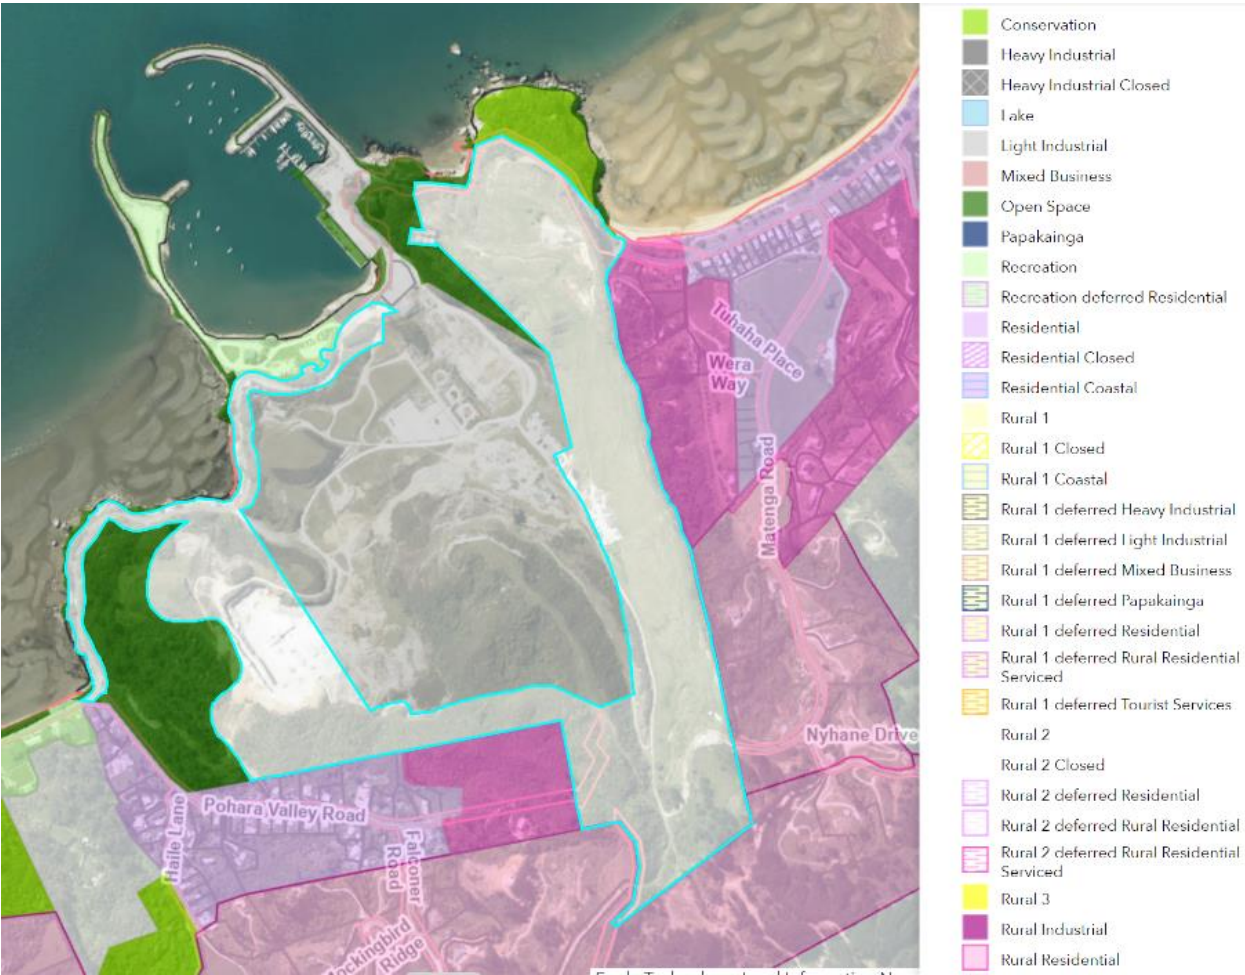 Tuhaha Place
Wera
Way
Matenga Road
Nyhane Drive
Pohara Valley Road
Haile Lane
Falconer
Road
Mockingbird
Ridge
Conservation
Heavy Industrial
Heavy Industrial Closed
Lake
Light Industrial
Mixed Business
Open Space
Papakainga
Recreation
Recreation deferred Residential
Residential
Residential Closed
Residential Coastal
Rural 1
Rural 1 Closed
Rural 1 Coastal
Rural 1 deferred Heavy Industrial
Rural 1 deferred Light Industrial
Rural 1 deferred Mixed Business
Rural 1 deferred Papakainga
Rural 1 deferred Residential
Rural 1 deferred Rural Residential
Serviced
Rural 1 deferred Tourist Services
Rural 2
Rural 2 Closed
Rural 2 deferred Residential
Rural 2 deferred Rural Residential
Rural 2 deferred Rural Residential
Serviced
Rural 3
Rural Industrial
Rural Residential